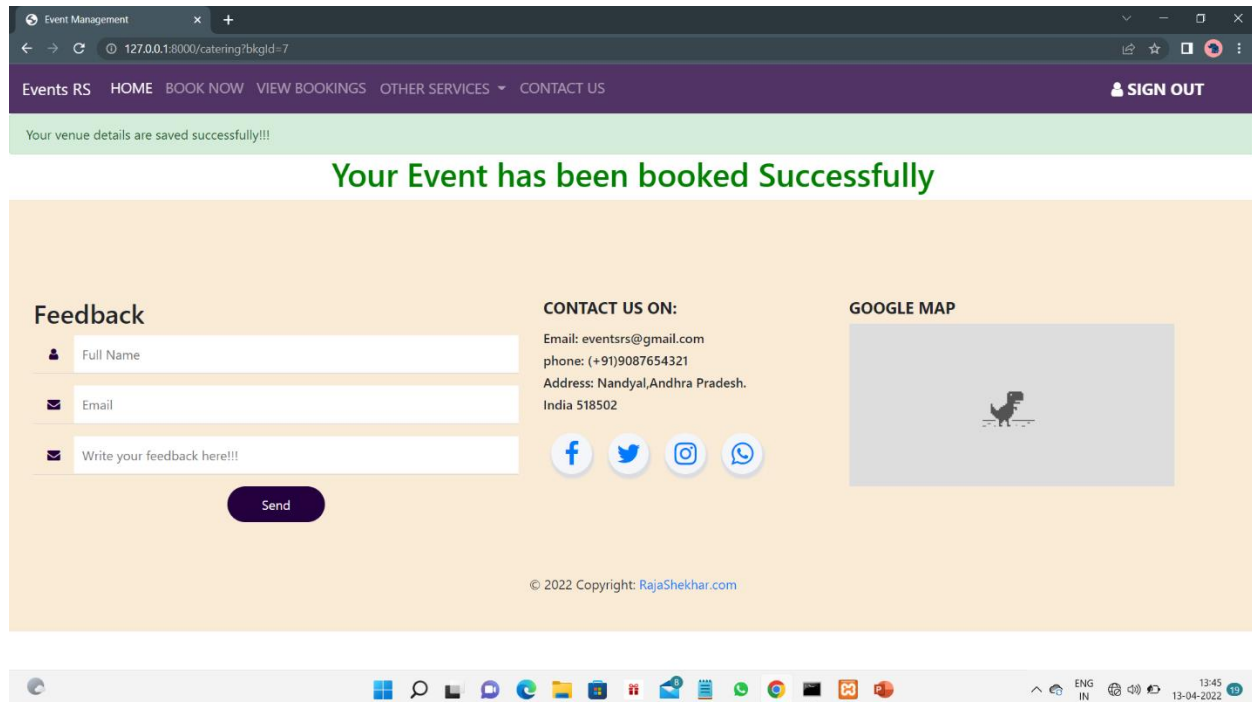 Event Management
127.0.0.1:8000/catering?bkgId=7
Events RS HOME BOOK NOW VIEW BOOKINGS OTHER SERVICES CONTACT US SIGN OUT
Your venue details are saved successfully!!!
Your Event has been booked Successfully
Feedback
Full Name
Email
Write your feedback here!!!
Send
CONTACT US ON:
Email: eventsrs@gmail.com
phone: (+91)9087654321
Address: Nandyal,Andhra Pradesh.
India 518502
GOOGLE MAP
© 2022 Copyright: RajaShekhar.com
8
ENG
IN
13:45
13-04-2022
19